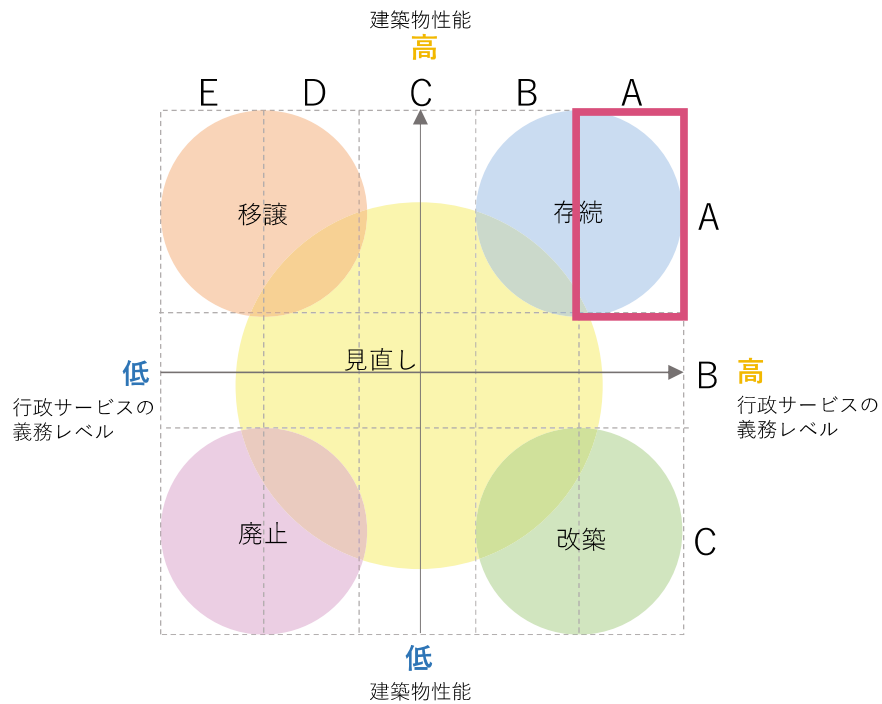 建築物性能
高
E D C B A
移譲
存続
A
見直し
低
行政サービスの
義務レベル
B
高
行政サービスの
義務レベル
廃止
改築
C
低
建築物性能